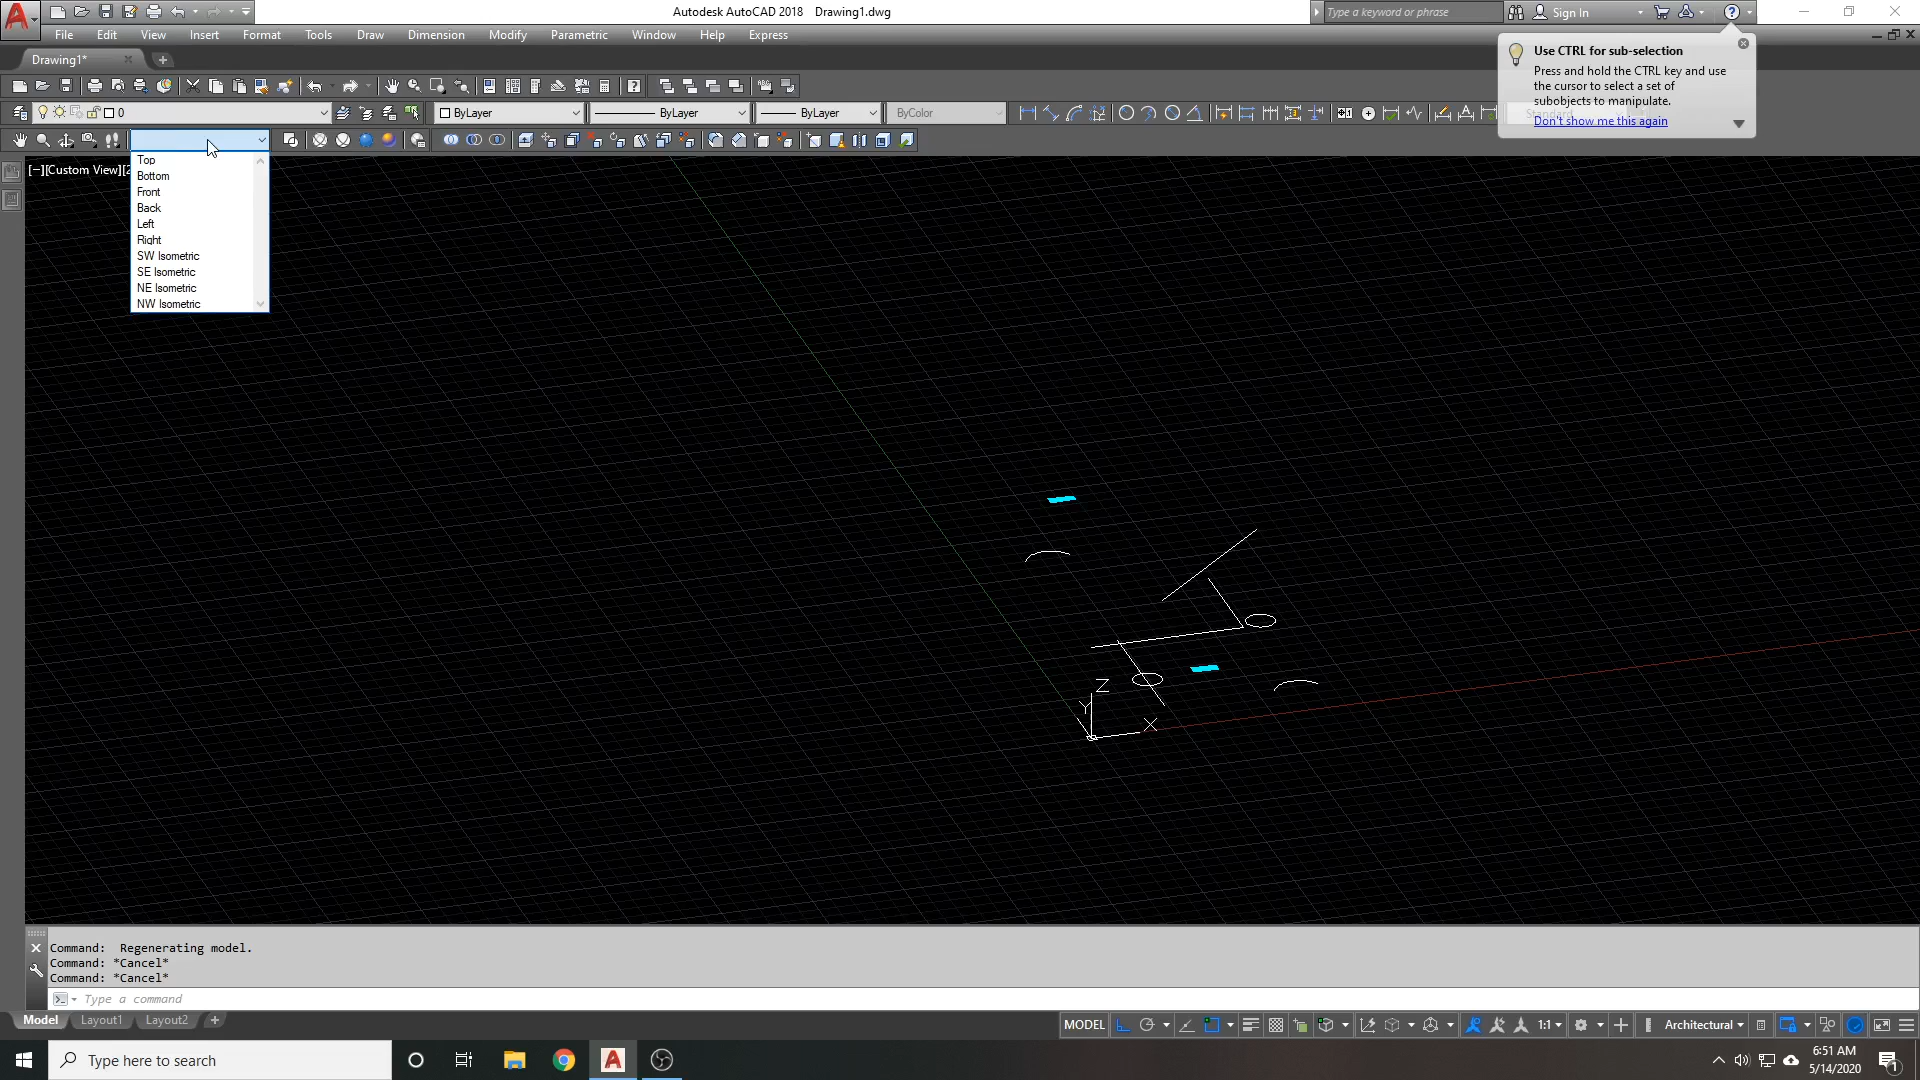 Autodesk AutoCAD 2018 Drawing1.dwg
Type a keyword or phrase
Sign In
File Edit View Insert Format Tools Draw Dimension Modify Parametric Window Help Express
Drawing1*
Use CTRL for sub-selection
Press and hold the CTRL key and use
the cursor to select a set of
subobjects to manipulate.
Don't show me this again
0
ByLayer
ByLayer
ByLayer
ByColor
Standard
[−][Custom View][2
Top
Bottom
Front
Back
Left
Right
SW Isometric
SE Isometric
NE Isometric
NW Isometric
Z
Y
X
Command: Regenerating model.
Command: *Cancel*
Command: *Cancel*
Type a command
Model Layout1 Layout2
MODEL
1:1
Architectural
Type here to search
6:51 AM
5/14/2020
1